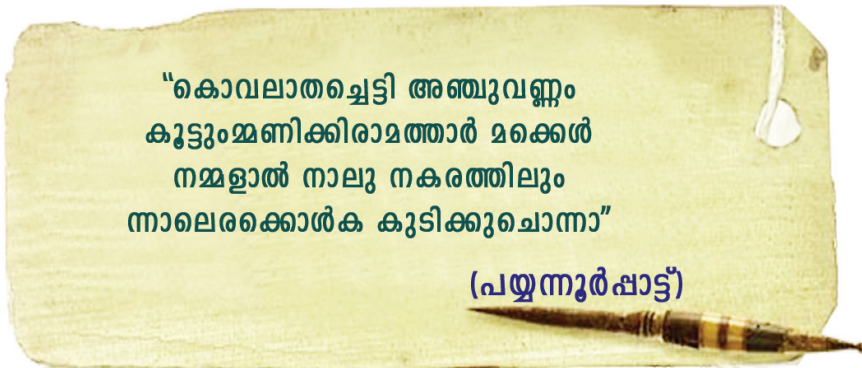 “കൊവലാതച്ചെട്ടി അഞ്ചുവണ്ണം
കൂട്ടുംമ്മണിക്കിരാമത്താർ മക്കെൾ
നമ്മളാൽ നാലു നകരത്തിലും
ന്നാലെരക്കൊൾക കുടിക്കുചൊന്നാ”
(പയ്യന്നൂർപ്പാട്ട്)